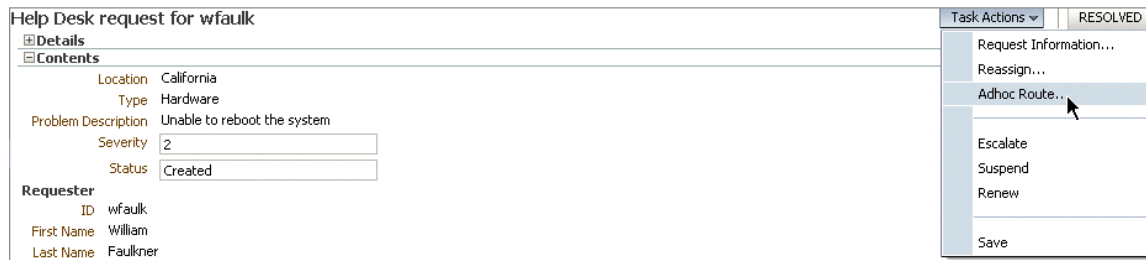 Help Desk request for wfaulk
Task Actions
RESOLVED
Details
Contents
Location California
Type Hardware
Problem Description Unable to reboot the system
Severity 2
Status Created
Requester
ID wfaulk
First Name William
Last Name Faulkner
Request Information...
Reassign...
Adhoc Route...
Escalate
Suspend
Renew
Save